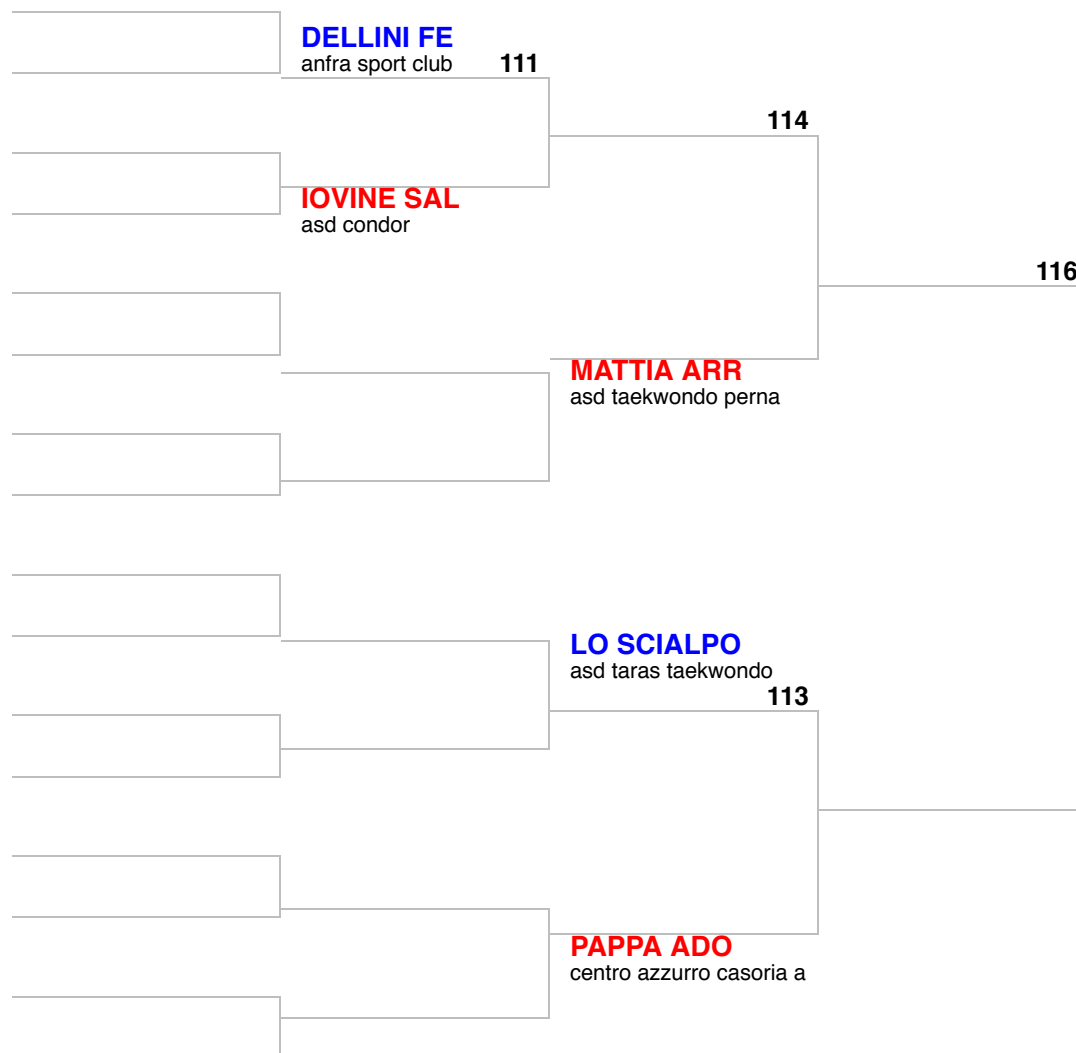 DELLINI FE
anfra sport club
111
114
IOVINE SAL
asd condor
116
MATTIA ARR
asd taekwondo perna
LO SCIALPO
asd taras taekwondo
113
PAPPA ADO
centro azzurro casoria a